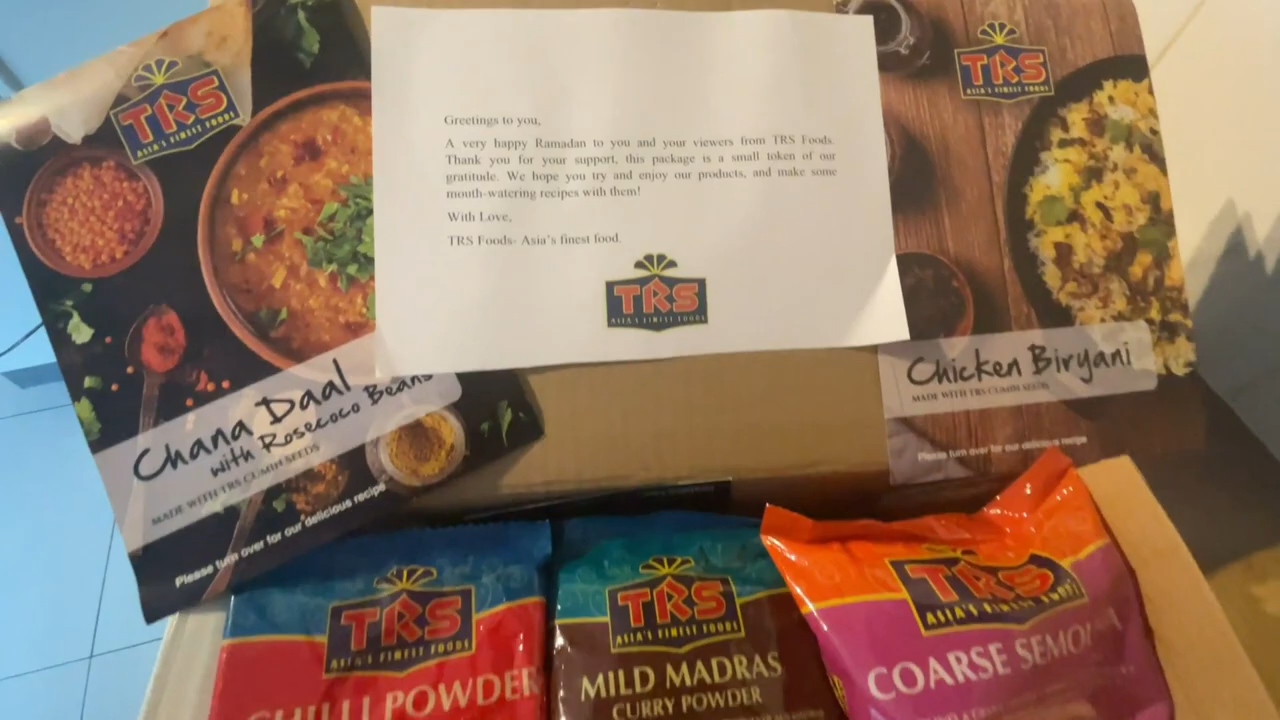 TRS
ASIA'S FINEST FOODS
Chana Daal
with Rosecoco Beans
MADE WITH TRS CUMIN SEEDS
Please turn over for our delicious recipe
Greetings to you,
A very happy Ramadan to you and your viewers from TRS Foods.
Thank you for your support, this package is a small token of our
gratitude. We hope you try and enjoy our products, and make some
mouth-watering recipes with them!
With Love,
TRS Foods- Asia's finest food.
TRS
ASIA'S FINEST FOODS
TRS
ASIA'S FINEST FOODS
Chicken Biryani
MADE WITH TRS CUMIN SEEDS
Please turn over for our delicious recipe
TRS
ASIA'S FINEST FOODS
CHILLI POWDER
TRS
ASIA'S FINEST FOODS
MILD MADRAS
CURRY POWDER
TRS
ASIA'S FINEST FOODS
COARSE SEMOLINA